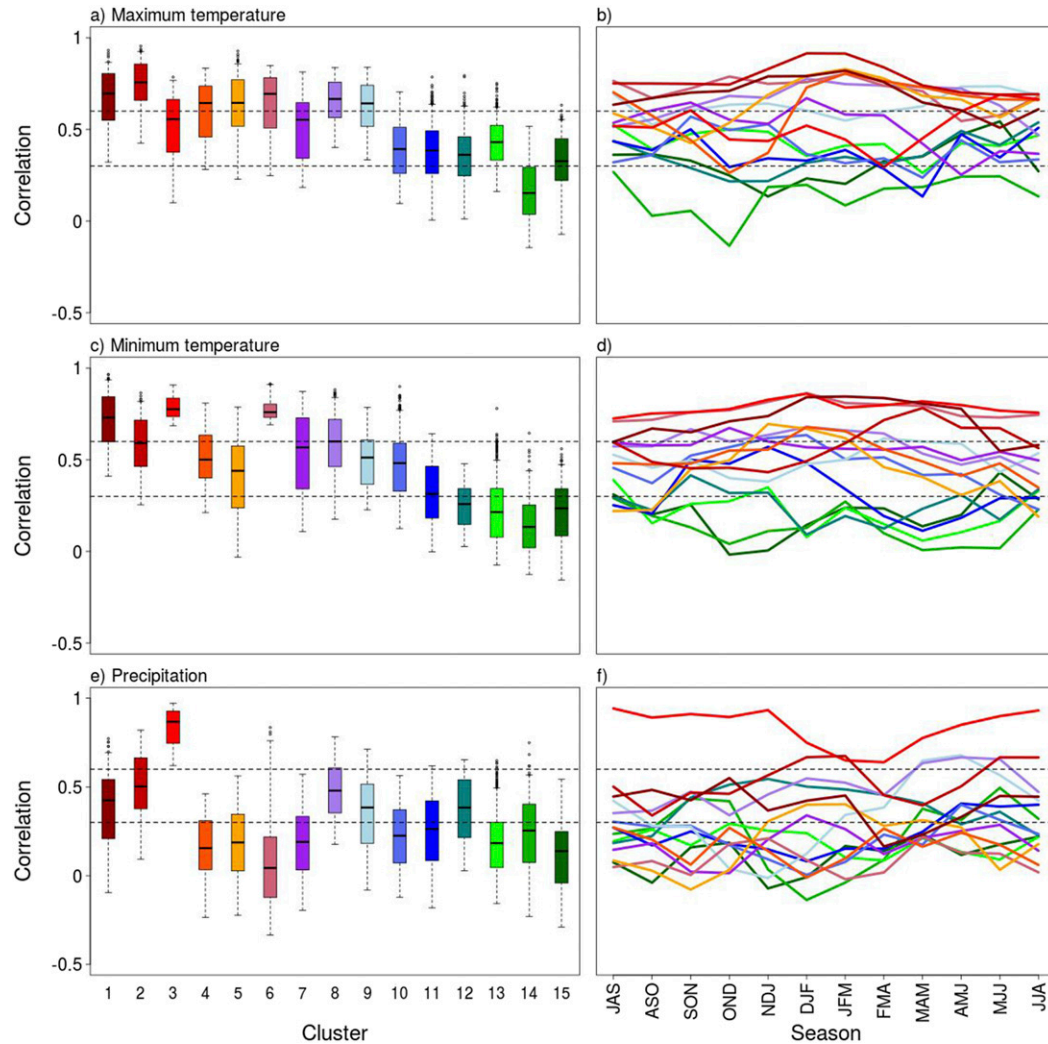 a) Maximum temperature
b)
1
0.5
0
-0.5
Correlation
c) Minimum temperature
d)
1
0.5
0
-0.5
Correlation
e) Precipitation
f)
1
0.5
0
-0.5
Correlation
1 2 3 4 5 6 7 8 9 10 11 12 13 14 15
Cluster
JAS ASO SON OND NDJ DJF JFM FMA MAM AMJ MJJ JJA
Season